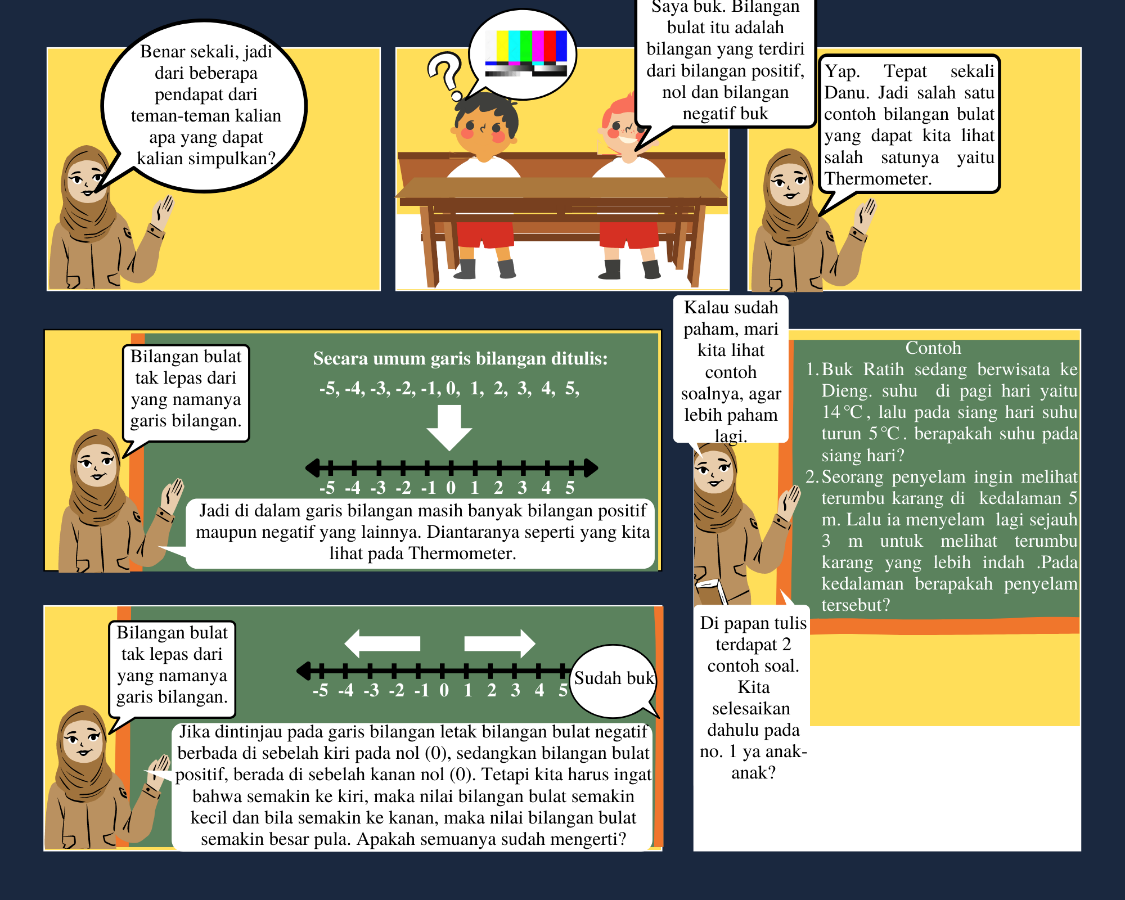 Benar sekali, jadi
dari beberapa
pendapat dari
teman-teman kalian
apa yang dapat
kalian simpulkan?
?
Saya buk. Bilangan
bulat itu adalah
bilangan yang terdiri
dari bilangan positif,
nol dan bilangan
negatif buk
Yap. Tepat sekali
Danu. Jadi salah satu
contoh bilangan bulat
yang dapat kita lihat
salah satunya yaitu
Thermometer.
Bilangan bulat
tak lepas dari
yang namanya
garis bilangan.
Secara umum garis bilangan ditulis:
-5, -4, -3, -2, -1, 0, 1, 2, 3, 4, 5,
-5 -4 -3 -2 -1 0 1 2 3 4 5
Jadi di dalam garis bilangan masih banyak bilangan positif
maupun negatif yang lainnya. Diantaranya seperti yang kita
lihat pada Thermometer.
Kalau sudah
paham, mari
kita lihat
contoh
soalnya, agar
lebih paham
lagi.
Contoh
1. Buk Ratih sedang berwisata ke
Dieng. suhu di pagi hari yaitu
14°C, lalu pada siang hari suhu
turun 5°C. berapakah suhu pada
siang hari?
2. Seorang penyelam ingin melihat
terumbu karang di kedalaman 5
m. Lalu ia menyelam lagi sejauh
3 m untuk melihat terumbu
karang yang lebih indah .Pada
kedalaman berapakah penyelam
tersebut?
Di papan tulis
terdapat 2
contoh soal.
Kita
selesaikan
dahulu pada
no. 1 ya anak-
anak?
Bilangan bulat
tak lepas dari
yang namanya
garis bilangan.
-5 -4 -3 -2 -1 0 1 2 3 4 5
Sudah buk
Jika dintinjau pada garis bilangan letak bilangan bulat negatif
berbada di sebelah kiri pada nol (0), sedangkan bilangan bulat
positif, berada di sebelah kanan nol (0). Tetapi kita harus ingat
bahwa semakin ke kiri, maka nilai bilangan bulat semakin
kecil dan bila semakin ke kanan, maka nilai bilangan bulat
semakin besar pula. Apakah semuanya sudah mengerti?